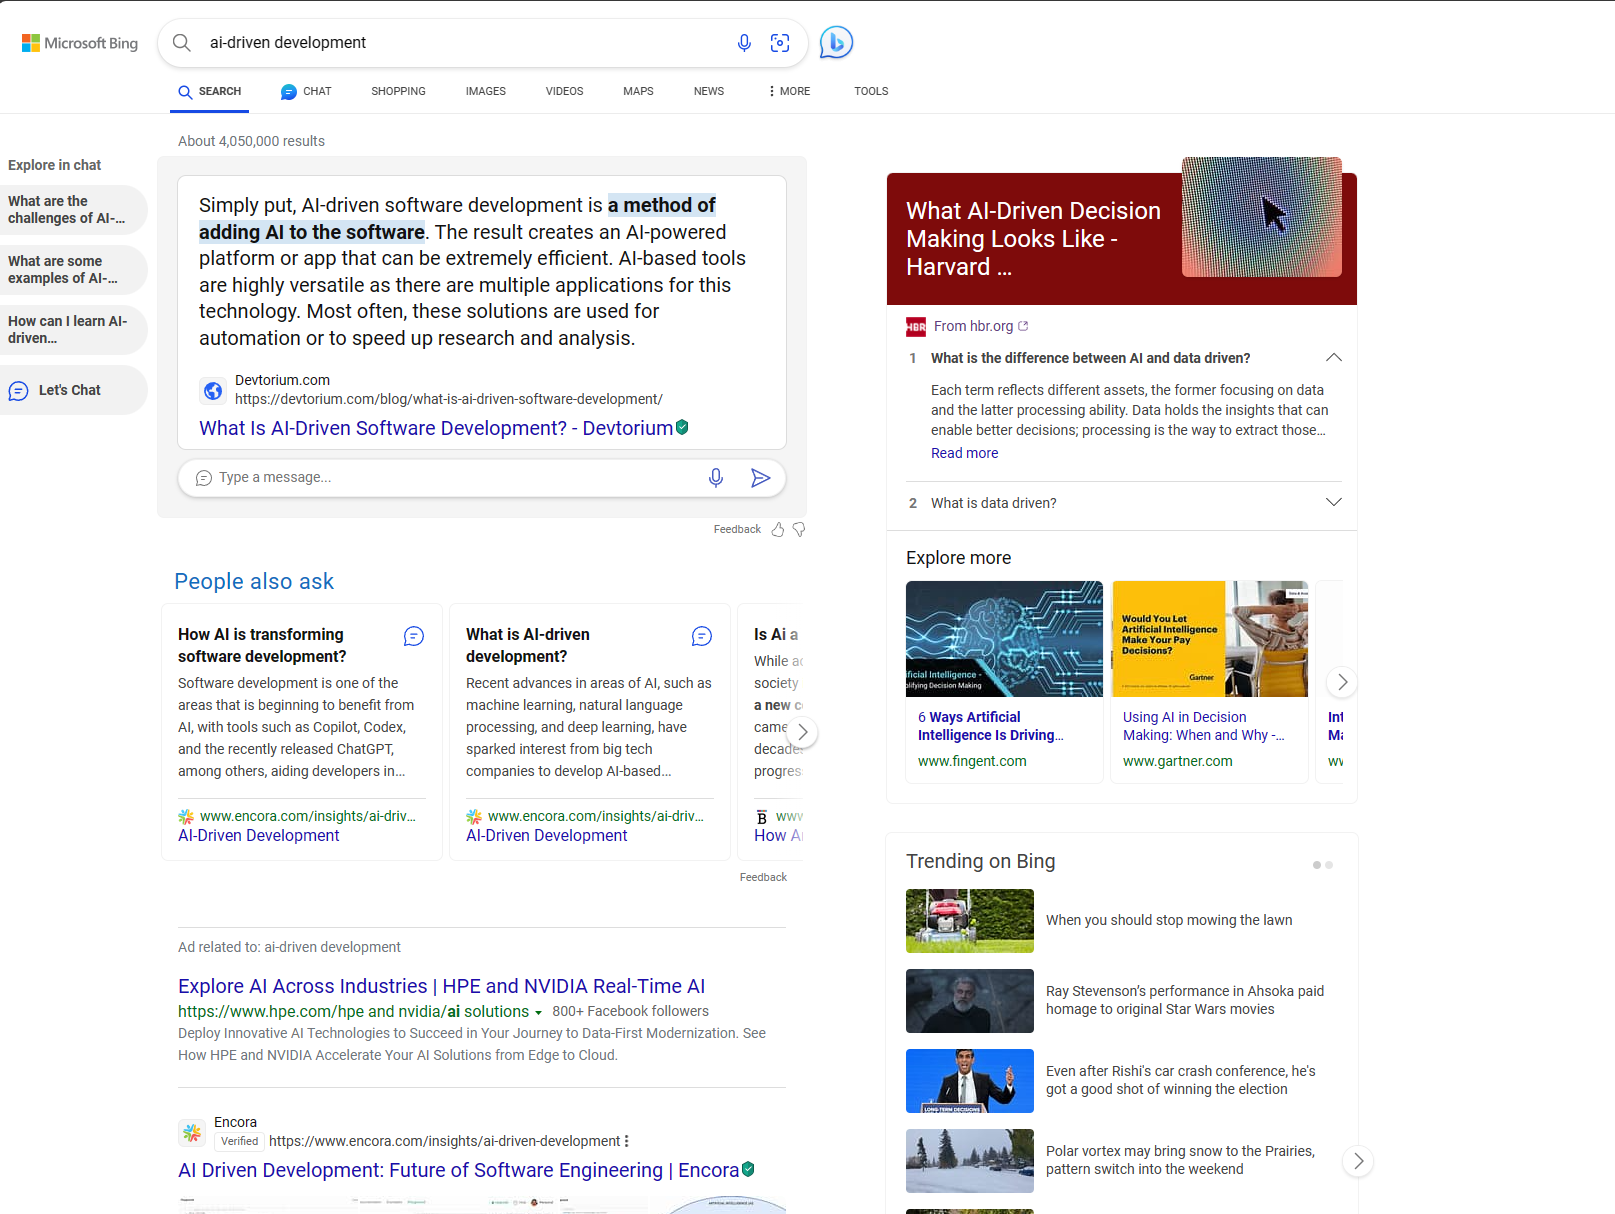 Microsoft Bing
ai-driven development
SEARCH
CHAT
SHOPPING
IMAGES
VIDEOS
MAPS
NEWS
MORE
TOOLS
About 4,050,000 results
Explore in chat
What are the
challenges of AI-...
What are some
examples of AI-...
How can I learn AI-
driven...
Let's Chat
Simply put, AI-driven software development is a method of
adding AI to the software. The result creates an AI-powered
platform or app that can be extremely efficient. AI-based tools
are highly versatile as there are multiple applications for this
technology. Most often, these solutions are used for
automation or to speed up research and analysis.
Devtorium.com
https://devtorium.com/blog/what-is-ai-driven-software-development/
What Is AI-Driven Software Development? - Devtorium
Type a message...
Feedback
People also ask
How AI is transforming
software development?
Software development is one of the
areas that is beginning to benefit from
AI, with tools such as Copilot, Codex,
and the recently released ChatGPT,
among others, aiding developers in...
www.encora.com/insights/ai-driv...
AI-Driven Development
What is AI-driven
development?
Recent advances in areas of AI, such as
machine learning, natural language
processing, and deep learning, have
sparked interest from big tech
companies to develop AI-based...
www.encora.com/insights/ai-driv...
AI-Driven Development
Is Ai a
While
society
a new
came
progres
B
How A
Feedback
Ad related to: ai-driven development
Explore AI Across Industries | HPE and NVIDIA Real-Time AI
https://www.hpe.com/hpe and nvidia/ai solutions 800+ Facebook followers
Deploy Innovative AI Technologies to Succeed in Your Journey to Data-First Modernization. See
How HPE and NVIDIA Accelerate Your AI Solutions from Edge to Cloud.
Encora
Verified https://www.encora.com/insights/ai-driven-development
AI Driven Development: Future of Software Engineering | Encora
What AI-Driven Decision
Making Looks Like -
Harvard ...
HBR From hbr.org
1 What is the difference between AI and data driven?
Each term reflects different assets, the former focusing on data
and the latter processing ability. Data holds the insights that can
enable better decisions; processing is the way to extract those...
Read more
2 What is data driven?
Explore more
ificial Intelligence -
plifying Decision Making
6 Ways Artificial
Intelligence Is Driving...
www.fingent.com
Would You Let
Artificial Intelligence
Make Your Pay
Decisions?
Gartner
Using AI in Decision
Making: When and Why -...
www.gartner.com
Int
Ma
Trending on Bing
When you should stop mowing the lawn
Ray Stevenson's performance in Ahsoka paid
homage to original Star Wars movies
LONG-TERM DECISIONS
Even after Rishi's car crash conference, he's
got a good shot of winning the election
Polar vortex may bring snow to the Prairies,
pattern switch into the weekend